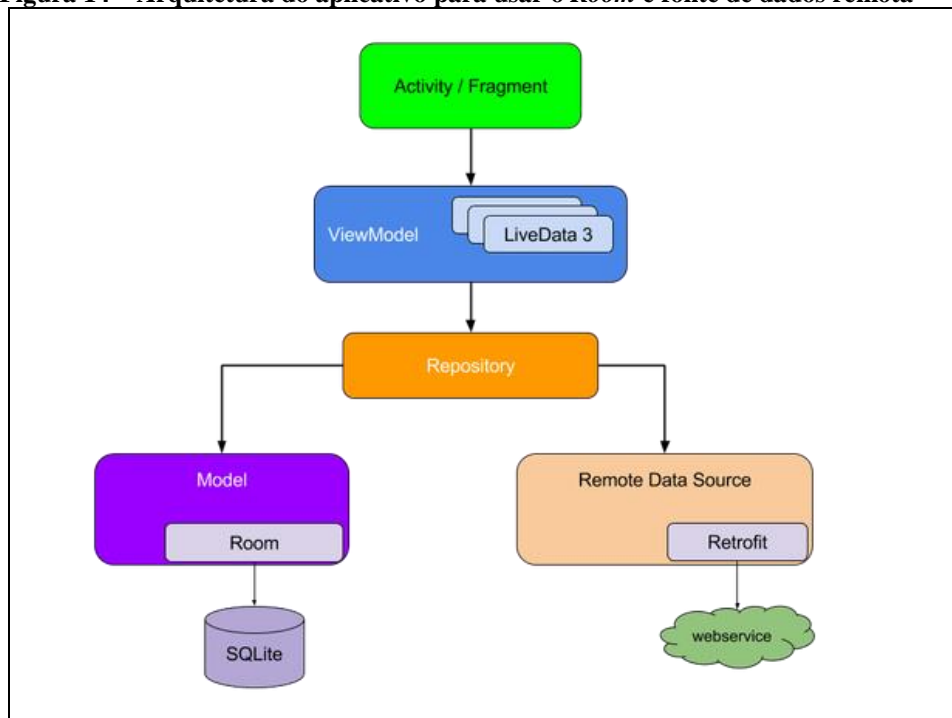 Figura 14 - Arquitetura do aplicativo para usar o Room e fonte de dados remota
Activity / Fragment
ViewModel
LiveData 3
Repository
Model
Room
Remote Data Source
Retrofit
SQLite
webservice